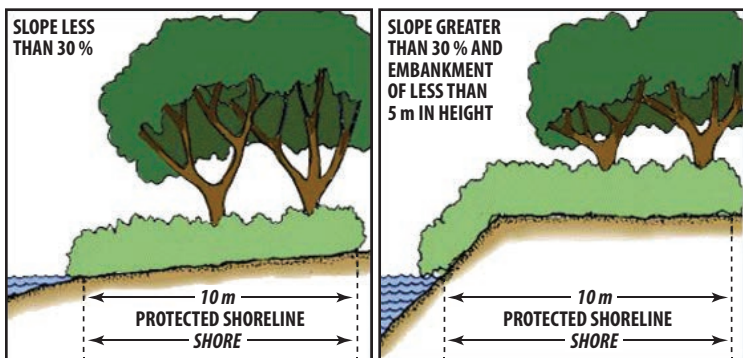 SLOPE LESS
THAN 30 %
10 m
PROTECTED SHORELINE
SHORE
SLOPE GREATER
THAN 30 % AND
EMBANKMENT
OF LESS THAN
5 m IN HEIGHT
10 m
PROTECTED SHORELINE
SHORE